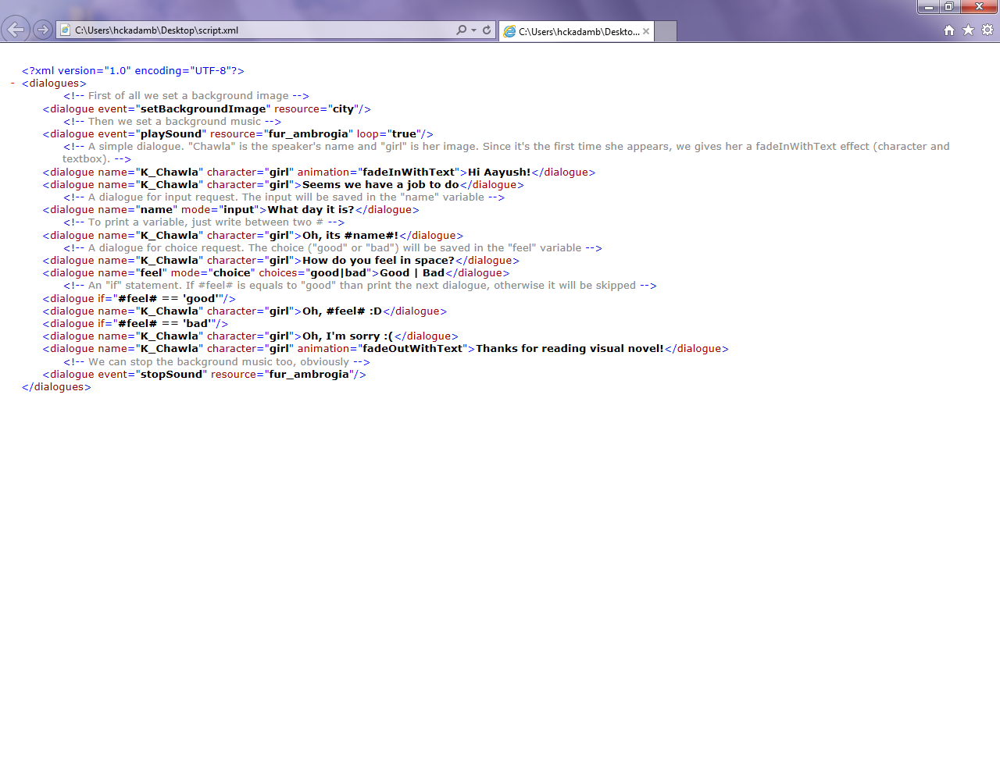 C:\Users\hckadamb\Desktop\script.xml
C:\Users\hckadamb\Deskto...
<?xml version="1.0" encoding="UTF-8"?>
- <dialogues>
<!-- First of all we set a background image -->
<dialogue event="setBackgroundImage" resource="city"/>
<!-- Then we set a background music -->
<dialogue event="playSound" resource="fur_ambrogia" loop="true"/>
<!-- A simple dialogue. "Chawla" is the speaker's name and "girl" is her image. Since it's the first time she appears, we gives her a fadeInWithText effect (character and
textbox). -->
<dialogue name="K_Chawla" character="girl" animation="fadeInWithText">Hi Aayush!</dialogue>
<dialogue name="K_Chawla" character="girl">Seems we have a job to do</dialogue>
<!-- A dialogue for input request. The input will be saved in the "name" variable -->
<dialogue name="name" mode="input">What day it is?</dialogue>
<!-- To print a variable, just write between two # -->
<dialogue name="K_Chawla" character="girl">Oh, its #name#!</dialogue>
<!-- A dialogue for choice request. The choice ("good" or "bad") will be saved in the "feel" variable -->
<dialogue name="K_Chawla" character="girl">How do you feel in space?</dialogue>
<dialogue name="feel" mode="choice" choices="good|bad">Good | Bad</dialogue>
<!-- An "if" statement. If #feel# is equals to "good" than print the next dialogue, otherwise it will be skipped -->
<dialogue if="#feel# == 'good'"/>
<dialogue name="K_Chawla" character="girl">Oh, #feel# :D</dialogue>
<dialogue if="#feel# == 'bad'"/>
<dialogue name="K_Chawla" character="girl">Oh, I'm sorry :(</dialogue>
<dialogue name="K_Chawla" character="girl" animation="fadeOutWithText">Thanks for reading visual novel!</dialogue>
<!-- We can stop the background music too, obviously -->
<dialogue event="stopSound" resource="fur_ambrogia"/>
</dialogues>